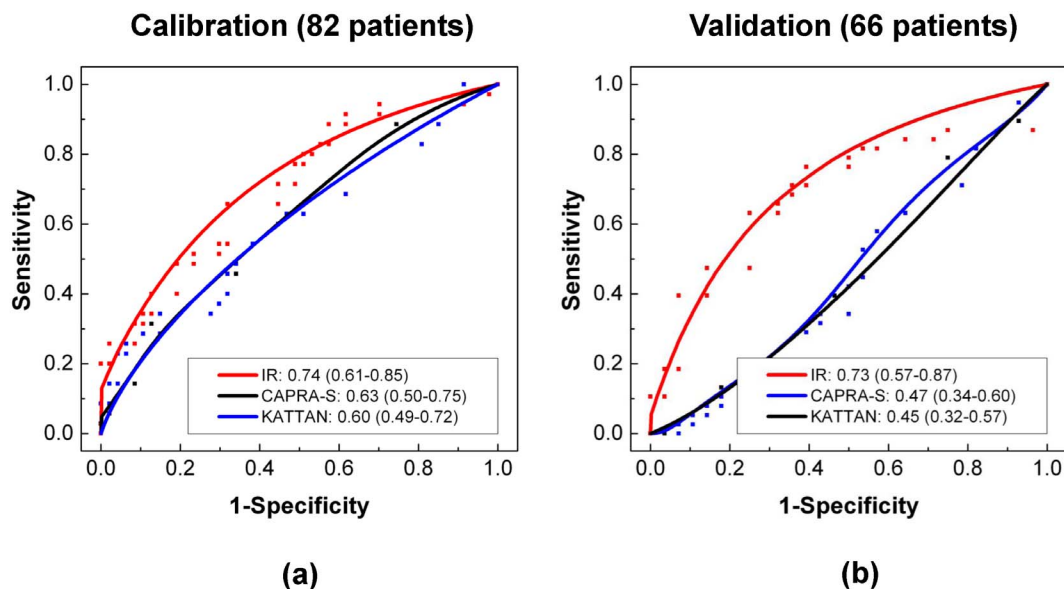 Calibration (82 patients)
Sensitivity
1.0
0.8
0.6
0.4
0.2
0.0
IR: 0.74 (0.61-0.85)
CAPRA-S: 0.63 (0.50-0.75)
KATTAN: 0.60 (0.49-0.72)
0.0 0.2 0.4 0.6 0.8 1.0
1-Specificity
(a)
Validation (66 patients)
Sensitivity
1.0
0.8
0.6
0.4
0.2
0.0
IR: 0.73 (0.57-0.87)
CAPRA-S: 0.47 (0.34-0.60)
KATTAN: 0.45 (0.32-0.57)
0.0 0.2 0.4 0.6 0.8 1.0
1-Specificity
(b)